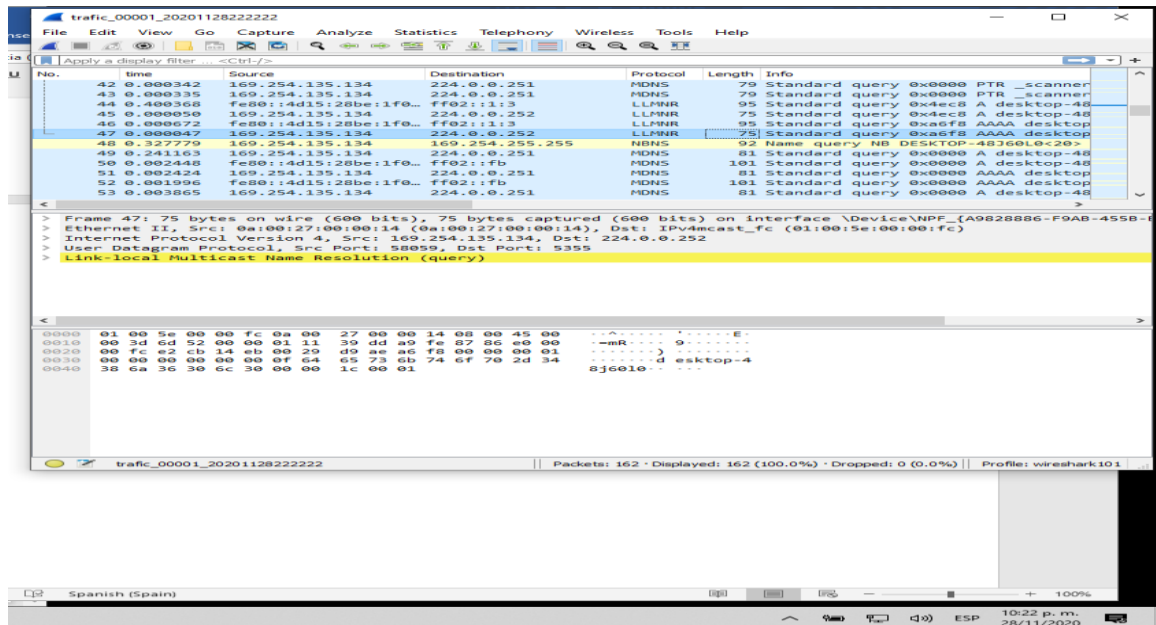 trafic_00001_20201128222222
File Edit View Go Capture Analyze Statistics Telephony Wireless Tools Help
Apply a display filter ... <Ctrl-/>
No. time Source Destination Protocol Length Info
42 0.000342 169.254.135.134 224.0.0.251 MDNS 79 Standard query 0x0000 PTR _scanner
43 0.000335 169.254.135.134 224.0.0.251 MDNS 79 Standard query 0x0000 PTR _scanner
44 0.400368 fe80::4d15:28be:1f0… ff02::1:3 LLMNR 95 Standard query 0x4ec8 A desktop-48
45 0.000050 169.254.135.134 224.0.0.252 LLMNR 75 Standard query 0x4ec8 A desktop-48
46 0.000672 fe80::4d15:28be:1f0… ff02::1:3 LLMNR 95 Standard query 0xa6f8 AAAA desktop
47 0.000047 169.254.135.134 224.0.0.252 LLMNR 75 Standard query 0xa6f8 AAAA desktop
48 0.327779 169.254.135.134 169.254.255.255 NBNS 92 Name query NB DESKTOP-48J60L0<20>
49 0.241163 169.254.135.134 224.0.0.251 MDNS 81 Standard query 0x0000 A desktop-48
50 0.002448 fe80::4d15:28be:1f0… ff02::fb MDNS 101 Standard query 0x0000 A desktop-48
51 0.002424 169.254.135.134 224.0.0.251 MDNS 81 Standard query 0x0000 AAAA desktop
52 0.001996 fe80::4d15:28be:1f0… ff02::fb MDNS 101 Standard query 0x0000 AAAA desktop
53 0.003865 169.254.135.134 224.0.0.251 MDNS 81 Standard query 0x0000 A desktop-48
> Frame 47: 75 bytes on wire (600 bits), 75 bytes captured (600 bits) on interface \Device\NPF_{A9828886-F9AB-455B-
> Ethernet II, Src: 0a:00:27:00:00:14 (0a:00:27:00:00:14), Dst: IPv4mcast_fc (01:00:5e:00:00:fc)
> Internet Protocol Version 4, Src: 169.254.135.134, Dst: 224.0.0.252
> User Datagram Protocol, Src Port: 58059, Dst Port: 5355
> Link-local Multicast Name Resolution (query)
0000 01 00 5e 00 00 fc 0a 00 27 00 00 14 08 00 45 00 ··^····· '·····E·
0010 00 3d 6d 52 00 00 01 11 39 dd a9 fe 87 86 e0 00 ·=mR···· 9·······
0020 00 fc e2 cb 14 eb 00 29 d9 ae a6 f8 00 00 00 01 ·······) ········
0030 00 00 00 00 00 00 0f 64 65 73 6b 74 6f 70 2d 34 ·······d esktop-4
0040 38 6a 36 30 6c 30 00 00 1c 00 01 8j60l0·· ···
trafic_00001_20201128222222 Packets: 162 · Displayed: 162 (100.0%) · Dropped: 0 (0.0%) Profile: wireshark101
Spanish (Spain) 100%
ESP 10:22 p. m.
28/11/2020